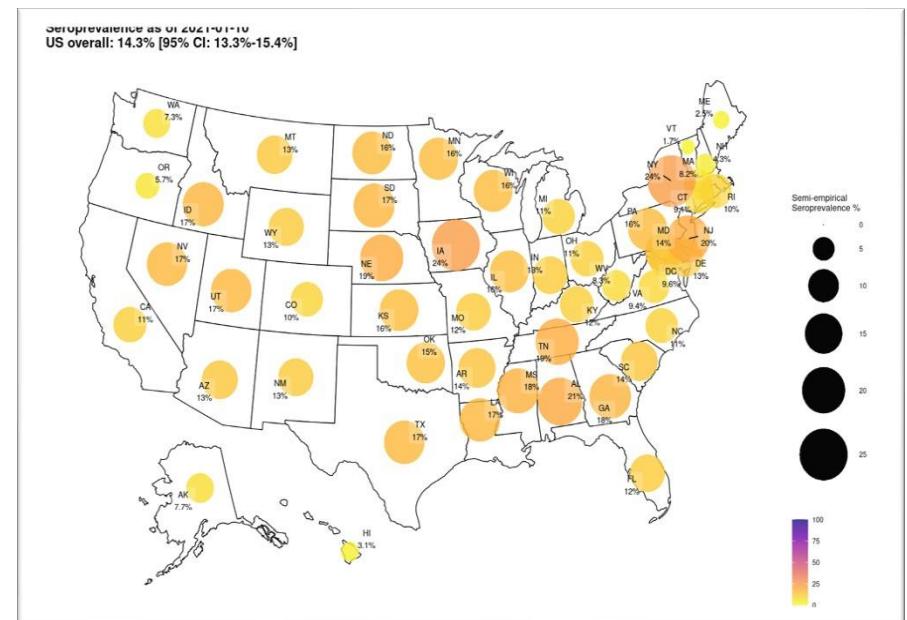 Seroprevalence as of 2021-01-10
US overall: 14.3% [95% CI: 13.3%-15.4%]
WA
7.3%
OR
5.7%
MT
13%
ID
17%
WY
13%
NV
17%
UT
17%
CA
11%
CO
10%
AZ
13%
NM
13%
ND
16%
SD
17%
NE
19%
KS
16%
OK
15%
TX
17%
MN
16%
IA
24%
MO
12%
AR
14%
LA
17%
WI
16%
IL
16%
MS
18%
MI
11%
IN
13%
OH
11%
KY
12%
TN
19%
AL
21%
GA
18%
FL
12%
SC
14%
NC
11%
VA
9.4%
WV
8.3%
PA
16%
MD
14%
DC
9.6%
DE
13%
NJ
20%
NY
24%
CT
9.4%
RI
10%
MA
8.2%
VT
1.7%
NH
4.3%
ME
2.5%
AK
7.7%
HI
3.1%
Semi-empirical
Seroprevalence %
0
5
10
15
20
25
100
75
50
25
0